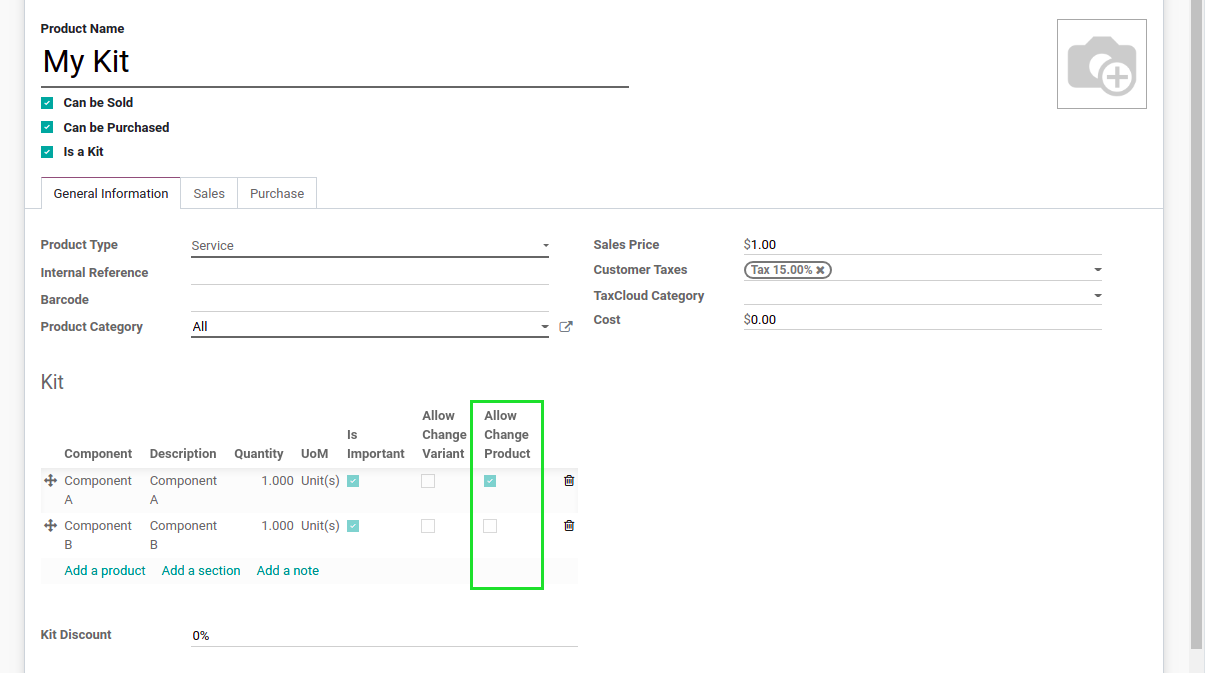 Product Name
My Kit
Can be Sold
Can be Purchased
Is a Kit
General Information Sales Purchase
Product Type Service
Internal Reference
Barcode
Product Category All
Sales Price $1.00
Customer Taxes Tax 15.00% ✖
TaxCloud Category
Cost $0.00
Kit
Component Description Quantity UoM Is Important Allow Change Variant Allow Change Product
Component A Component A 1.000 Unit(s)
Component B Component B 1.000 Unit(s)
Add a product Add a section Add a note
Kit Discount 0%